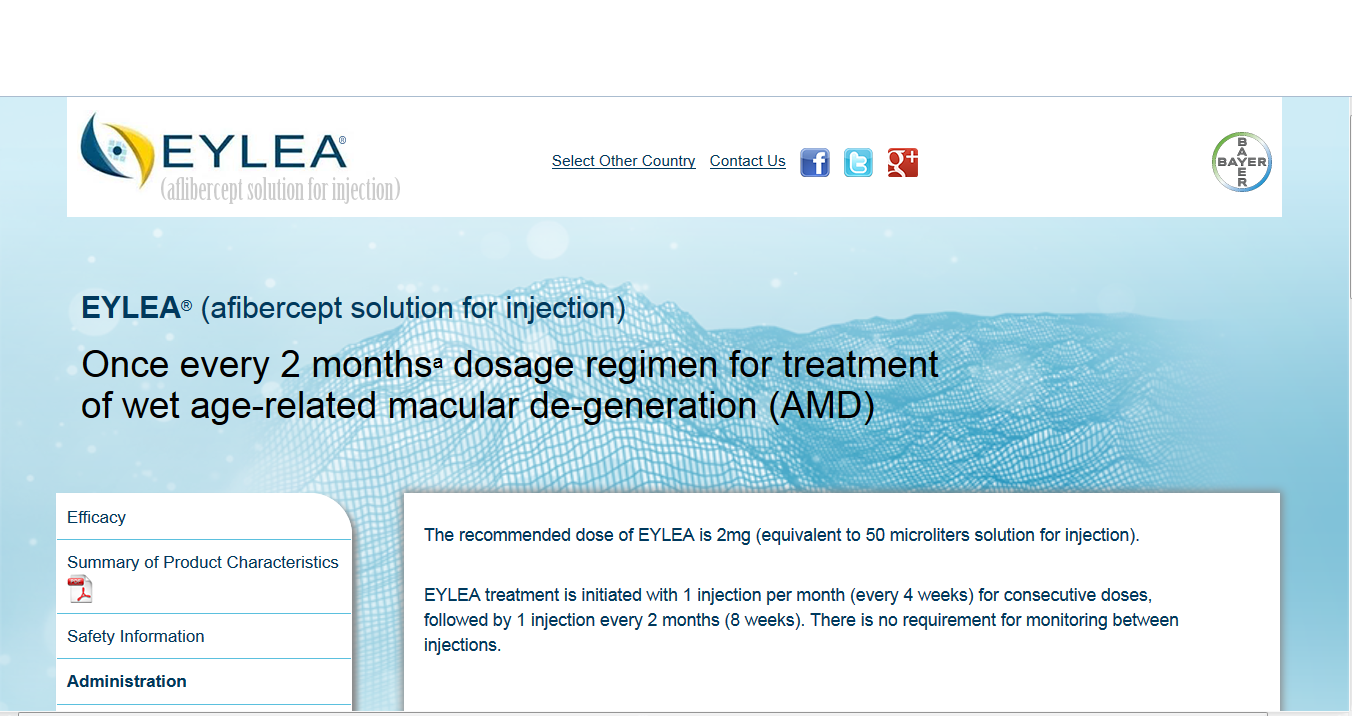 EYLEA®
(aflibercept solution for injection)
Select Other Country Contact Us
BAYER
BAYER
EYLEA® (afibercept solution for injection)
Once every 2 monthsª dosage regimen for treatment
of wet age-related macular de-generation (AMD)
Efficacy
Summary of Product Characteristics
PDF
Safety Information
Administration
The recommended dose of EYLEA is 2mg (equivalent to 50 microliters solution for injection).
EYLEA treatment is initiated with 1 injection per month (every 4 weeks) for consecutive doses,
followed by 1 injection every 2 months (8 weeks). There is no requirement for monitoring between
injections.